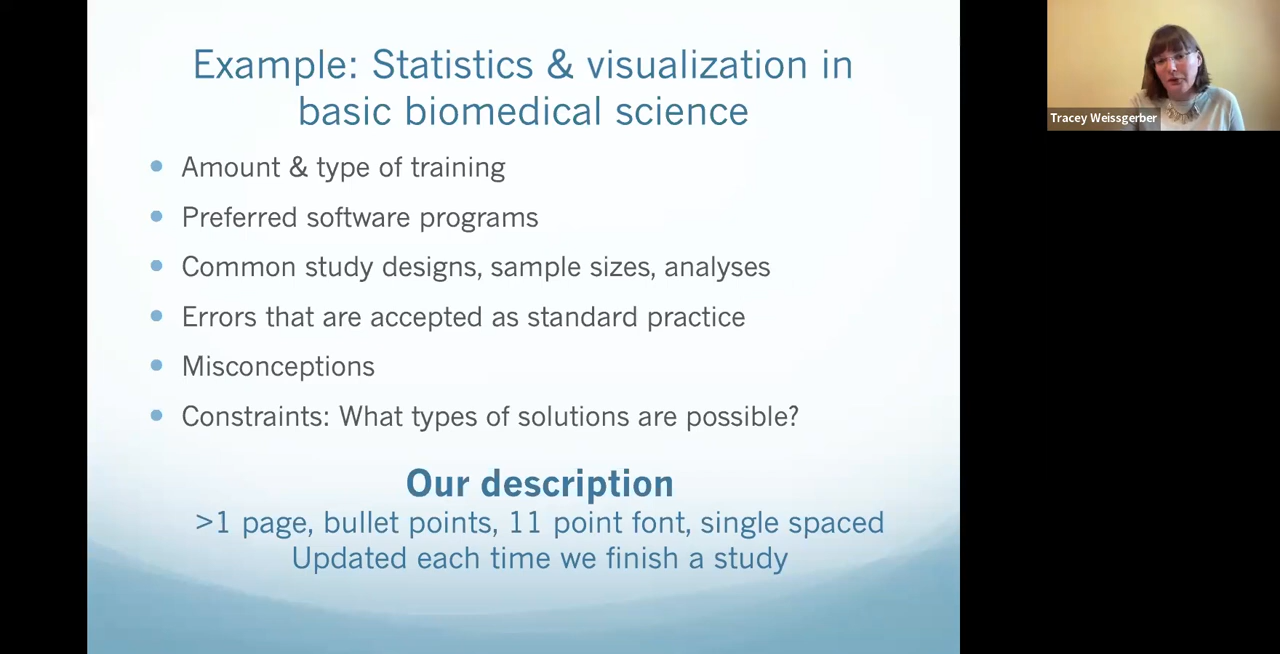 Example: Statistics & visualization in
basic biomedical science
Amount & type of training
Preferred software programs
Common study designs, sample sizes, analyses
Errors that are accepted as standard practice
Misconceptions
Constraints: What types of solutions are possible?
Our description
>1 page, bullet points, 11 point font, single spaced
Updated each time we finish a study
Tracey Weissgerber